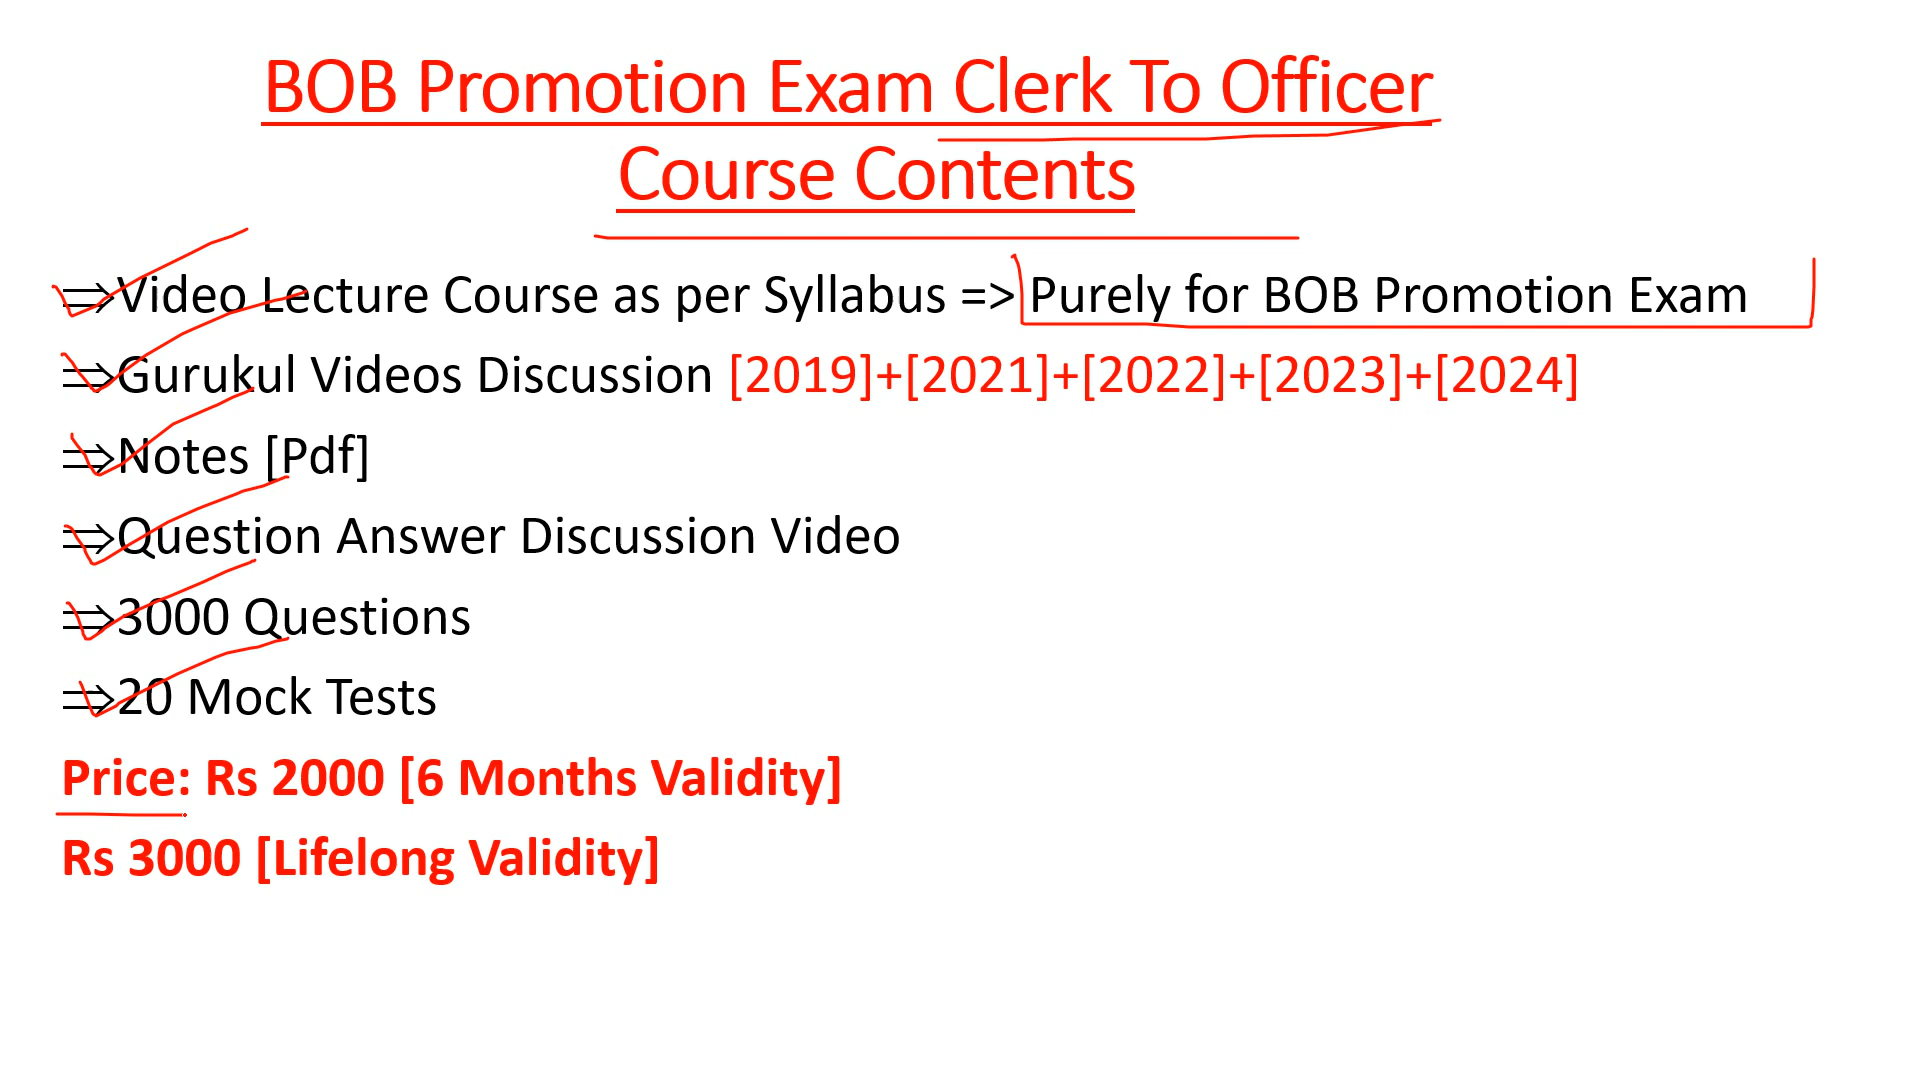 BOB Promotion Exam Clerk To Officer
Course Contents
⇒Video Lecture Course as per Syllabus => Purely for BOB Promotion Exam
⇒Gurukul Videos Discussion [2019]+[2021]+[2022]+[2023]+[2024]
⇒Notes [Pdf]
⇒Question Answer Discussion Video
⇒3000 Questions
⇒20 Mock Tests
Price: Rs 2000 [6 Months Validity]
Rs 3000 [Lifelong Validity]